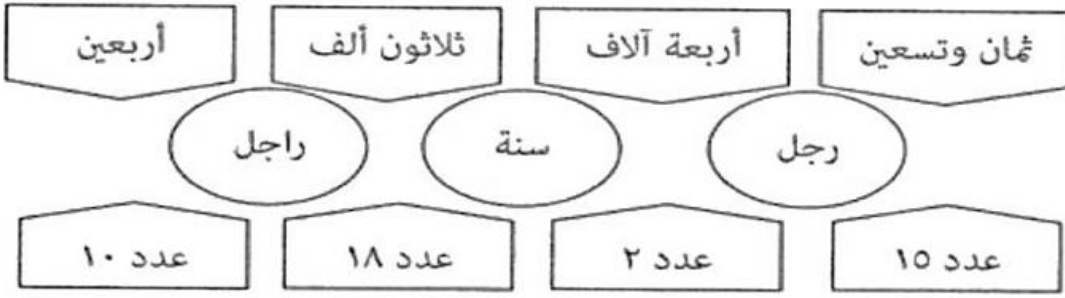 ثمان وتسعين أربعة آلاف ثلاثون ألف أربعين
رجل سنة راجل
عدد ١٥ عدد ٢ عدد ١٨ عدد ١٠